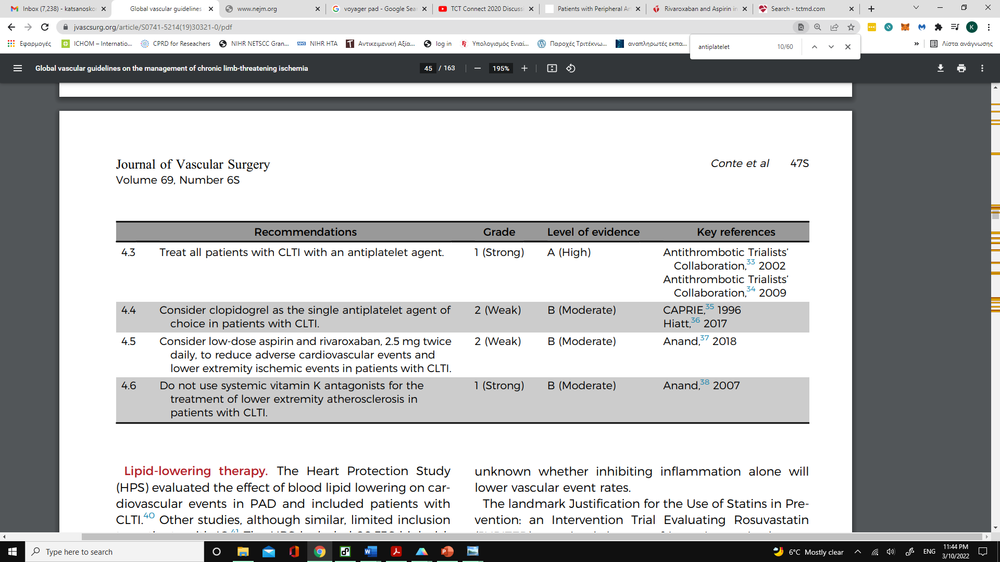 Inbox (7,238) - katsanosko
Global vascular guidelines
www.nejm.org
voyager pad - Google Sea
TCT Connect 2020 Discuss
Patients with Peripheral Ar
Rivaroxaban and Aspirin in
Search - tctmd.com
jvascsurg.org/article/S0741-5214(19)30321-0/pdf
K
Εφαρμογές
ICHOM – Internatio...
CPRD for Reseachers
NIHR NETSCC Gran...
NHS
NIHR HTA
Αντικειμενική Αξία...
log in
Υπολογισμός Ενιαί...
Παροχές Τριτέκνω...
αναπληρωτές εκπα...
»
Λίστα ανάγνωσης
antiplatelet
10/60
Global vascular guidelines on the management of chronic limb-threatening ischemia
45 / 163
195%
Journal of Vascular Surgery
Volume 69, Number 6S
Conte et al 47S
Recommendations Grade Level of evidence Key references
4.3 Treat all patients with CLTI with an antiplatelet agent. 1 (Strong) A (High) Antithrombotic Trialists’
Collaboration,33 2002
Antithrombotic Trialists’
Collaboration,34 2009
4.4 Consider clopidogrel as the single antiplatelet agent of 2 (Weak) B (Moderate) CAPRIE,35 1996
choice in patients with CLTI. Hiatt,36 2017
4.5 Consider low-dose aspirin and rivaroxaban, 2.5 mg twice 2 (Weak) B (Moderate) Anand,37 2018
daily, to reduce adverse cardiovascular events and
lower extremity ischemic events in patients with CLTI.
4.6 Do not use systemic vitamin K antagonists for the 1 (Strong) B (Moderate) Anand,38 2007
treatment of lower extremity atherosclerosis in
patients with CLTI.
Lipid-lowering therapy. The Heart Protection Study
(HPS) evaluated the effect of blood lipid lowering on car-
diovascular events in PAD and included patients with
CLTI.40 Other studies, although similar, limited inclusion
unknown whether inhibiting inflammation alone will
lower vascular event rates.
The landmark Justification for the Use of Statins in Pre-
vention: an Intervention Trial Evaluating Rosuvastatin
Type here to search
6°C Mostly clear
ENG
11:44 PM
3/10/2022